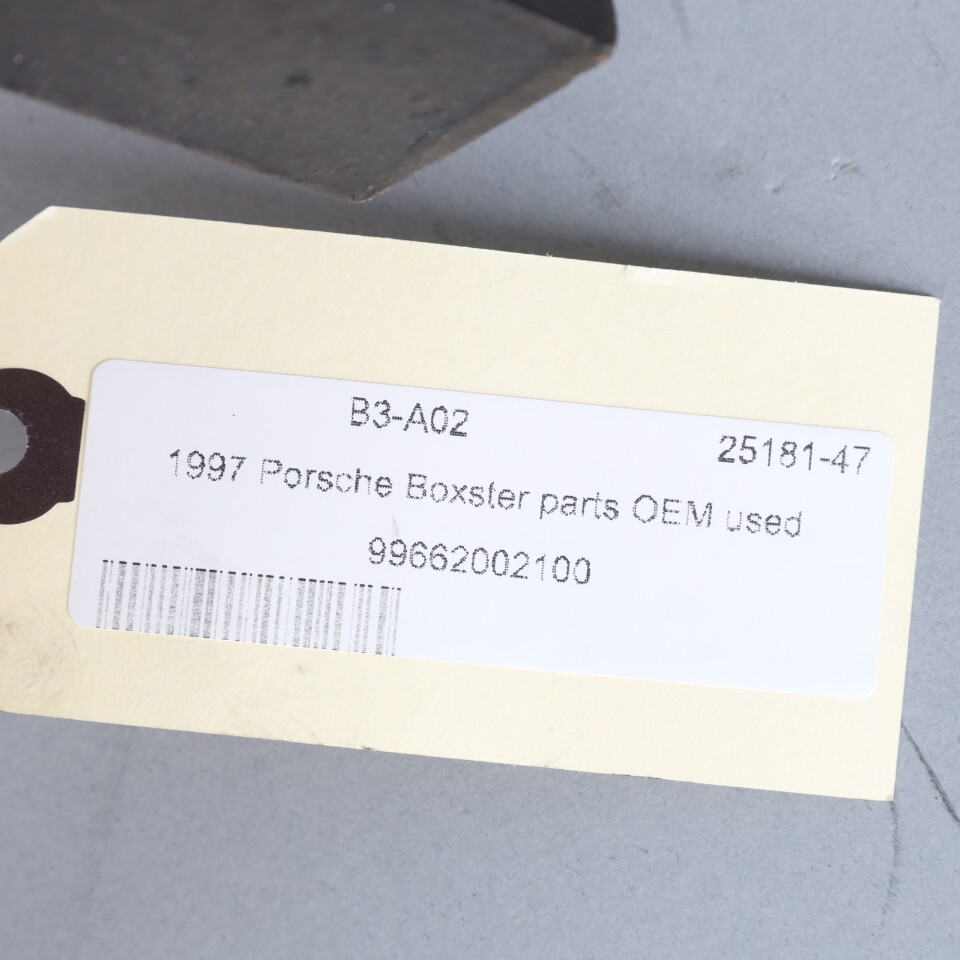 B3-A02
25181-47
1997 Porsche Boxster parts OEM used
99662002100